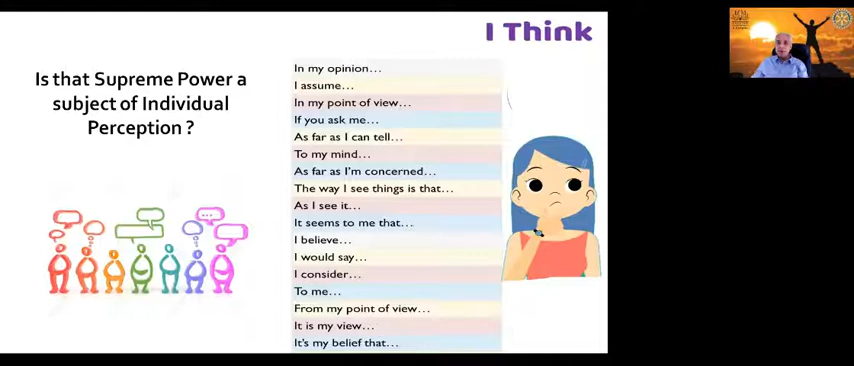 I Think
Is that Supreme Power a
subject of Individual
Perception ?
In my opinion…
I assume…
In my point of view…
If you ask me…
As far as I can tell…
To my mind…
As far as I'm concerned…
The way I see things is that…
As I see it…
It seems to me that…
I believe…
I would say…
I consider…
To me…
From my point of view…
It is my view…
It's my belief that…